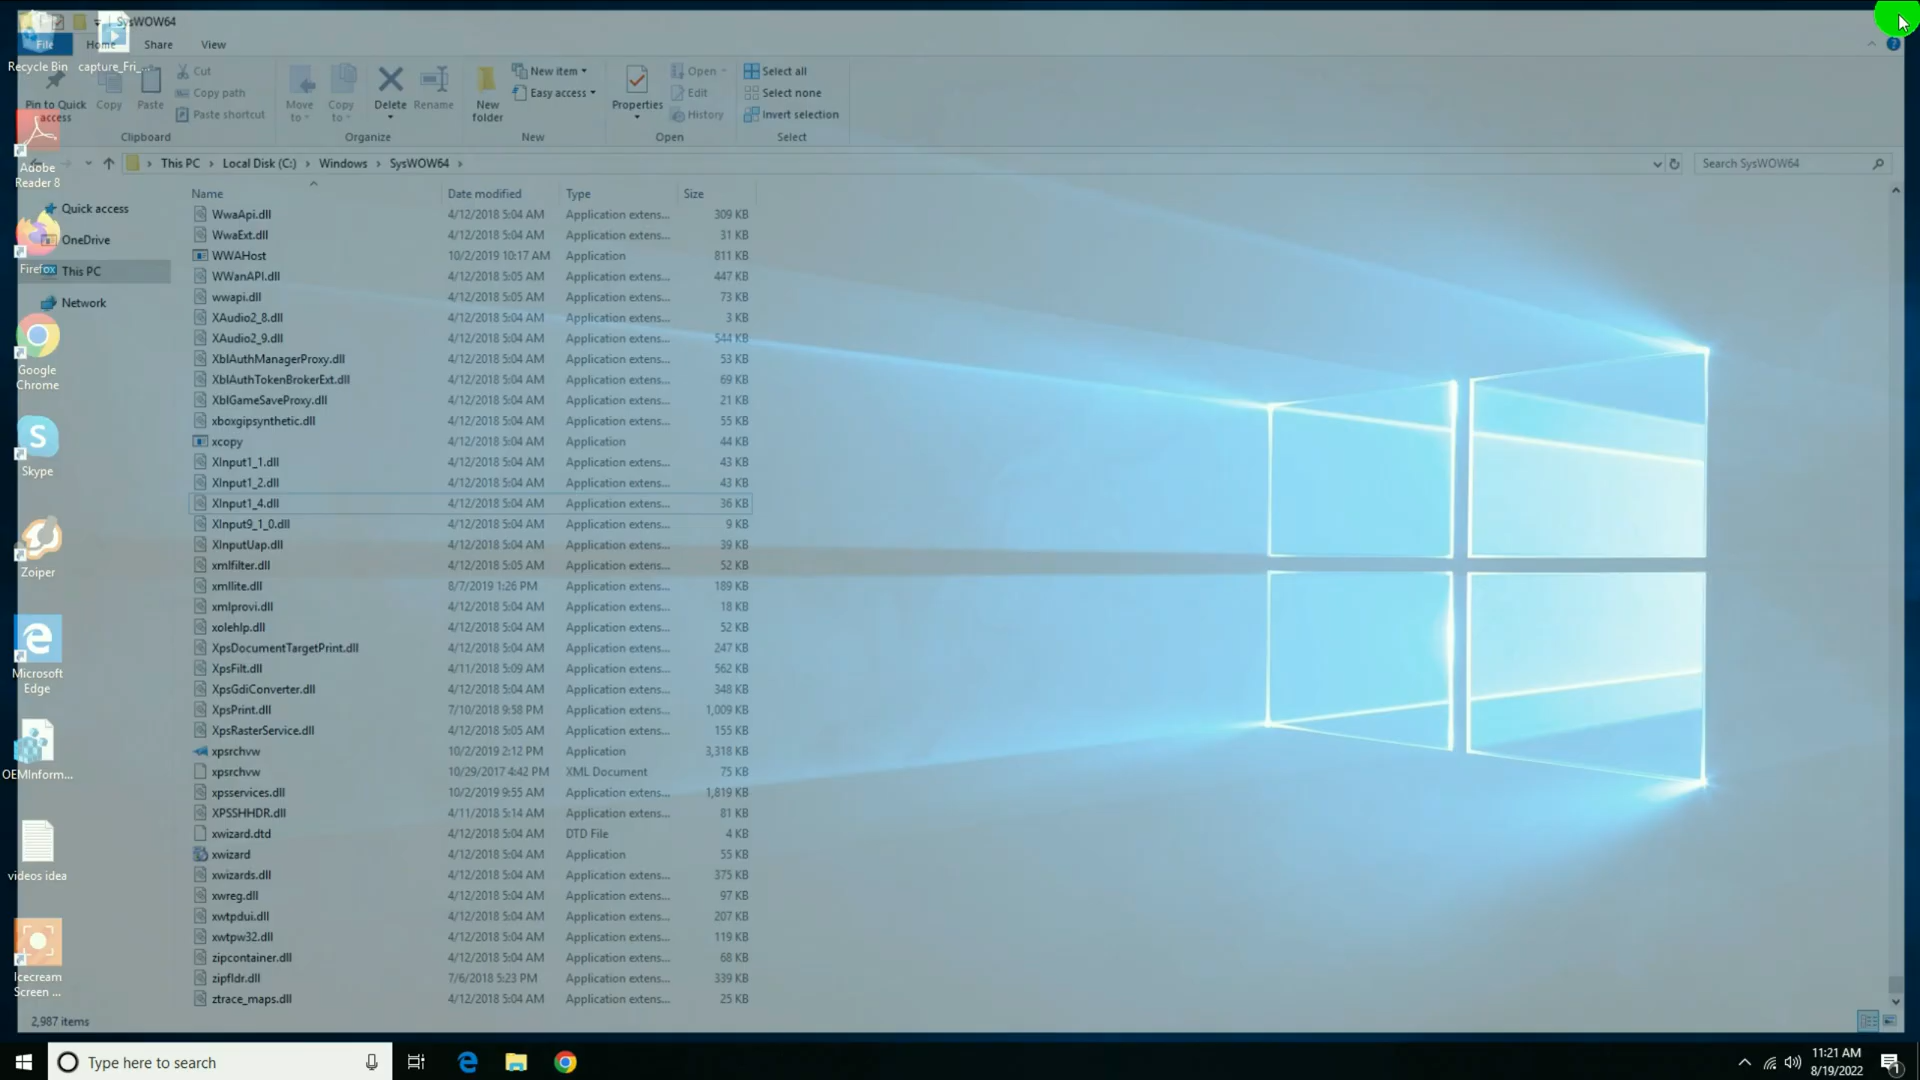 SysWOW64
File Home Share View
Recycle Bin
capture_Fri_...
Pin to Quick access
Copy
Paste
Cut
Copy path
Paste shortcut
Clipboard
Move to
Copy to
Delete
Rename
Organize
New folder
New item
Easy access
New
Properties
Open
Edit
History
Open
Select all
Select none
Invert selection
Select
This PC > Local Disk (C:) > Windows > SysWOW64 >
Search SysWOW64
Adobe Reader 8
Firefox
Google Chrome
Skype
Zoiper
Microsoft Edge
OEMInform...
videos idea
Icecream Screen ...
Quick access
OneDrive
This PC
Network
Name Date modified Type Size
WwaApi.dll 4/12/2018 5:04 AM Application extens... 309 KB
WwaExt.dll 4/12/2018 5:04 AM Application extens... 31 KB
WWAHost 10/2/2019 10:17 AM Application 811 KB
WWanAPI.dll 4/12/2018 5:05 AM Application extens... 447 KB
wwapi.dll 4/12/2018 5:05 AM Application extens... 73 KB
XAudio2_8.dll 4/12/2018 5:04 AM Application extens... 3 KB
XAudio2_9.dll 4/12/2018 5:04 AM Application extens... 544 KB
XblAuthManagerProxy.dll 4/12/2018 5:04 AM Application extens... 53 KB
XblAuthTokenBrokerExt.dll 4/12/2018 5:04 AM Application extens... 69 KB
XblGameSaveProxy.dll 4/12/2018 5:04 AM Application extens... 21 KB
xboxgipsynthetic.dll 4/12/2018 5:04 AM Application extens... 55 KB
xcopy 4/12/2018 5:04 AM Application 44 KB
XInput1_1.dll 4/12/2018 5:04 AM Application extens... 43 KB
XInput1_2.dll 4/12/2018 5:04 AM Application extens... 43 KB
XInput1_4.dll 4/12/2018 5:04 AM Application extens... 36 KB
XInput9_1_0.dll 4/12/2018 5:04 AM Application extens... 9 KB
XInputUap.dll 4/12/2018 5:04 AM Application extens... 39 KB
xmlfilter.dll 4/12/2018 5:05 AM Application extens... 52 KB
xmllite.dll 8/7/2019 1:26 PM Application extens... 189 KB
xmlprovi.dll 4/12/2018 5:04 AM Application extens... 18 KB
xolehlp.dll 4/12/2018 5:04 AM Application extens... 52 KB
XpsDocumentTargetPrint.dll 4/12/2018 5:04 AM Application extens... 247 KB
XpsFilt.dll 4/11/2018 5:09 AM Application extens... 562 KB
XpsGdiConverter.dll 4/12/2018 5:04 AM Application extens... 348 KB
XpsPrint.dll 7/10/2018 9:58 PM Application extens... 1,009 KB
XpsRasterService.dll 4/12/2018 5:05 AM Application extens... 155 KB
xpsrchvw 10/2/2019 2:12 PM Application 3,318 KB
xpsrchvw 10/29/2017 4:42 PM XML Document 75 KB
xpsservices.dll 10/2/2019 9:55 AM Application extens... 1,819 KB
XPSSHHDR.dll 4/11/2018 5:14 AM Application extens... 81 KB
xwizard.dtd 4/12/2018 5:04 AM DTD File 4 KB
xwizard 4/12/2018 5:04 AM Application 55 KB
xwizards.dll 4/12/2018 5:04 AM Application extens... 375 KB
xwreg.dll 4/12/2018 5:04 AM Application extens... 97 KB
xwtpdui.dll 4/12/2018 5:04 AM Application extens... 207 KB
xwtpw32.dll 4/12/2018 5:04 AM Application extens... 119 KB
zipcontainer.dll 4/12/2018 5:04 AM Application extens... 68 KB
zipfldr.dll 7/6/2018 5:23 PM Application extens... 339 KB
ztrace_maps.dll 4/12/2018 5:04 AM Application extens... 25 KB
2,987 items
Type here to search
11:21 AM
8/19/2022
1